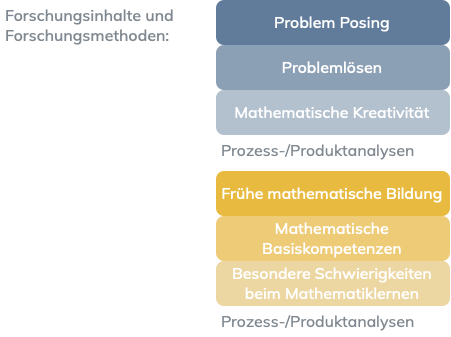 Forschungsinhalte und
Forschungsmethoden:
Problem Posing
Problemlösen
Mathematische Kreativität
Prozess-/Produktanalysen
Frühe mathematische Bildung
Mathematische
Basiskompetenzen
Besondere Schwierigkeiten
beim Mathematiklernen
Prozess-/Produktanalysen